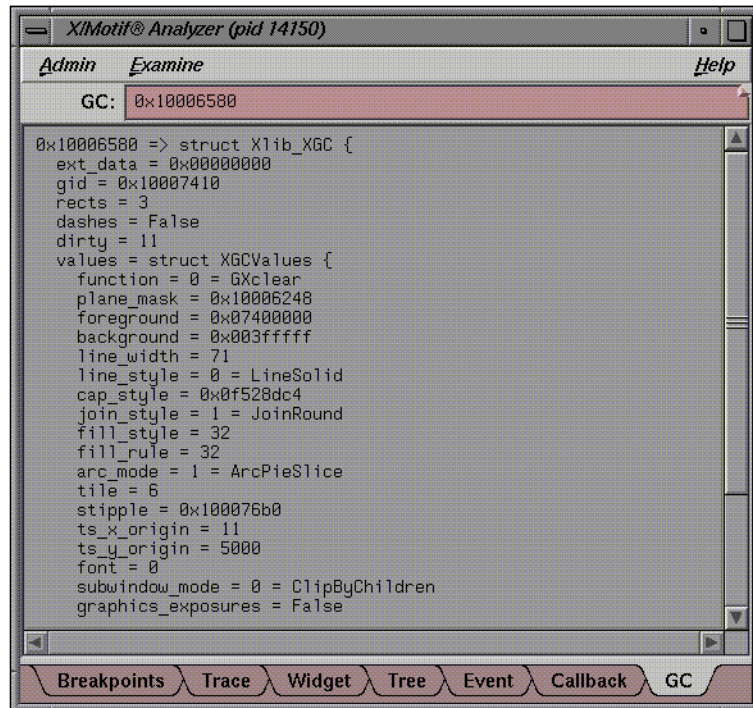 X/Motif® Analyzer (pid 14150)
Admin Examine Help
GC: 0x10006580
0x10006580 => struct Xlib_XGC {
ext_data = 0x00000000
gid = 0x10007410
rects = 3
dashes = False
dirty = 11
values = struct XGCValues {
function = 0 = GXclear
plane_mask = 0x10006248
foreground = 0x07400000
background = 0x003fffff
line_width = 71
line_style = 0 = LineSolid
cap_style = 0x0f528dc4
join_style = 1 = JoinRound
fill_style = 32
fill_rule = 32
arc_mode = 1 = ArcPieSlice
tile = 6
stipple = 0x100076b0
ts_x_origin = 11
ts_y_origin = 5000
font = 0
subwindow_mode = 0 = ClipByChildren
graphics_exposures = False
Breakpoints Trace Widget Tree Event Callback GC